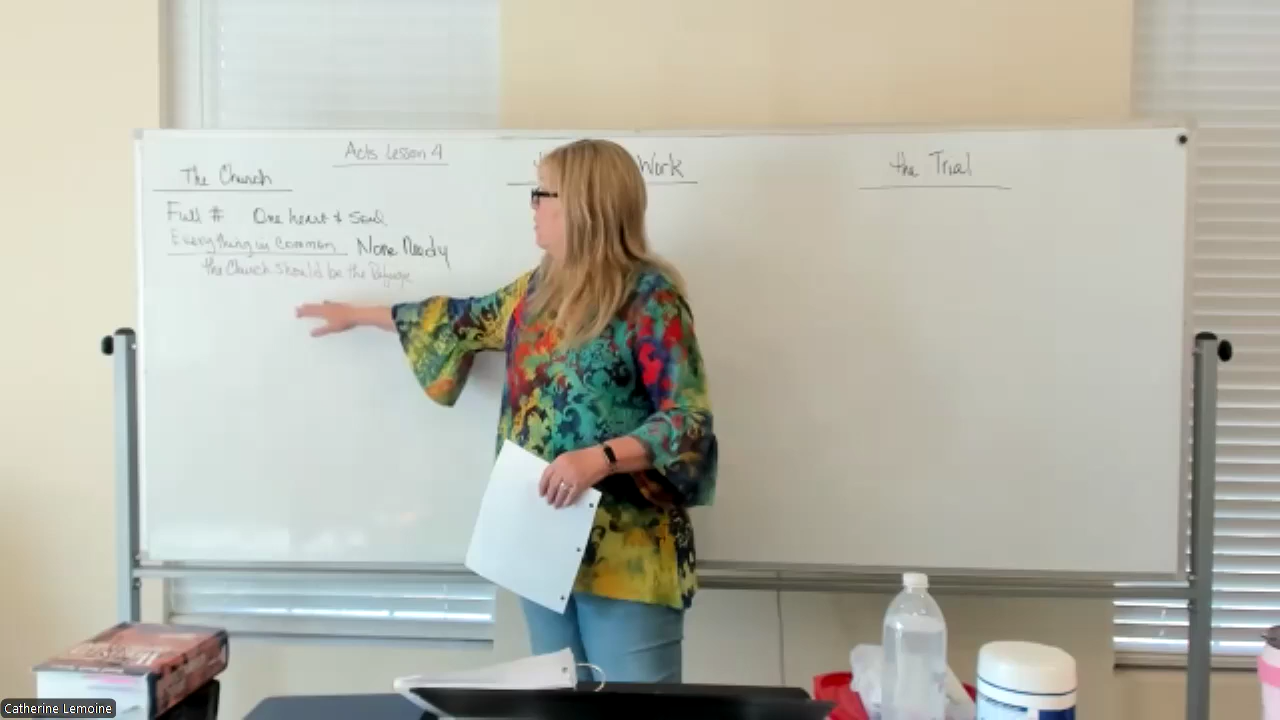 Acts Lesson 4
The Church
Work
the Trial
Full # One heart & Soul
Everything in Common None Needy
the Church should be the Refuge
Catherine Lemoine